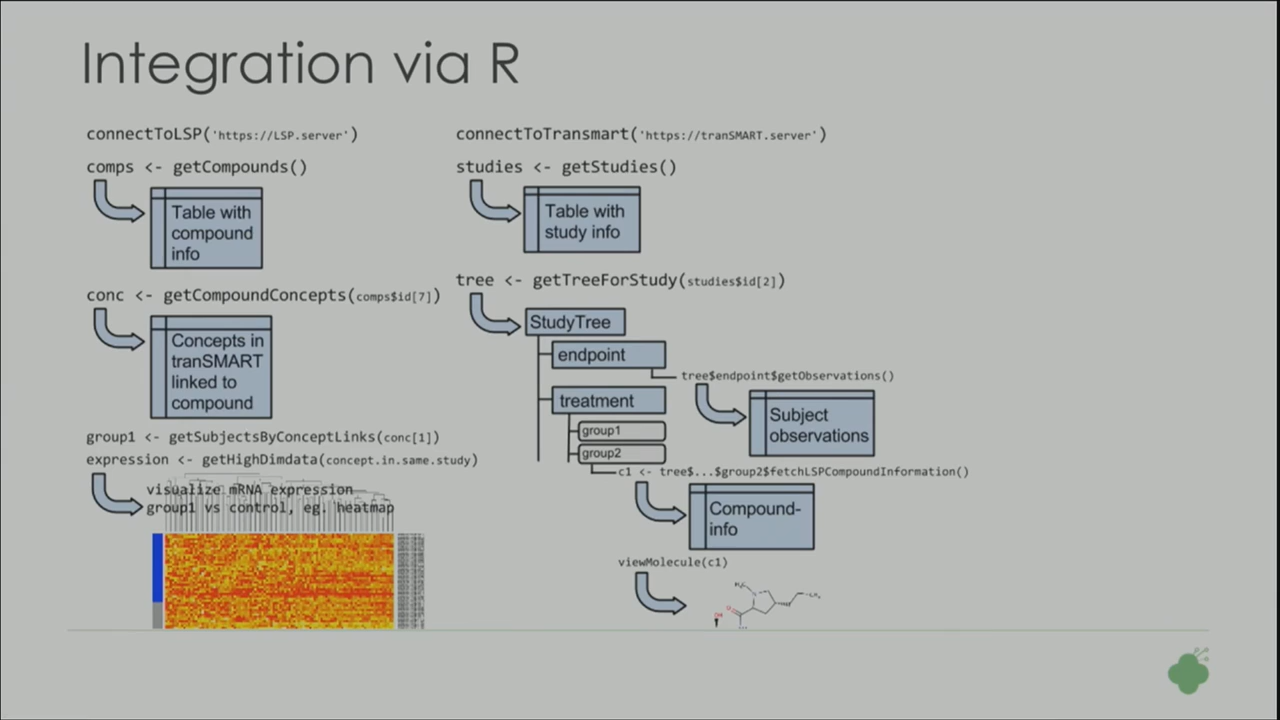 Integration via R
connectToLSP('https://LSP.server')
comps <- getCompounds()
Table with
compound
info
conc <- getCompoundConcepts(comps$id[7])
Concepts in
tranSMART
linked to
compound
group1 <- getSubjectsByConceptLinks(conc[1])
expression <- getHighDimdata(concept.in.same.study)
visualize mRNA expression
group1 vs control, eg. heatmap
connectToTransmart('https://tranSMART.server')
studies <- getStudies()
Table with
study info
tree <- getTreeForStudy(studies$id[2])
StudyTree
endpoint
tree$endpoint$getObservations()
treatment
Subject
observations
group1
group2
c1 <- tree$...$group2$fetchLSPCompoundInformation()
Compound-
info
viewMolecule(c1)